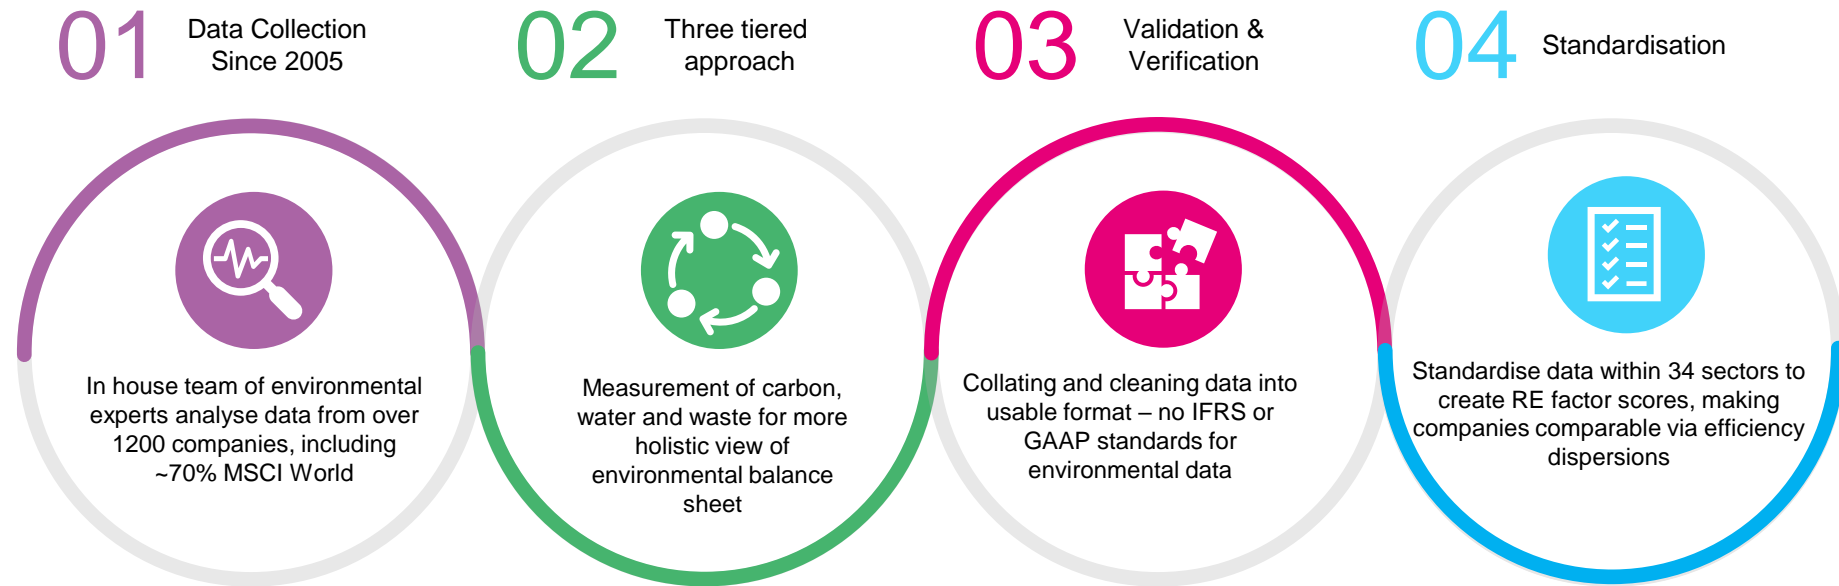 01
Data Collection
Since 2005
In house team of environmental
experts analyse data from over
1200 companies, including
~70% MSCI World
02
Three tiered
approach
Measurement of carbon,
water and waste for more
holistic view of
environmental balance
sheet
03
Validation &
Verification
Collating and cleaning data into
usable format – no IFRS or
GAAP standards for
environmental data
04
Standardisation
Standardise data within 34 sectors to
create RE factor scores, making
companies comparable via efficiency
dispersions